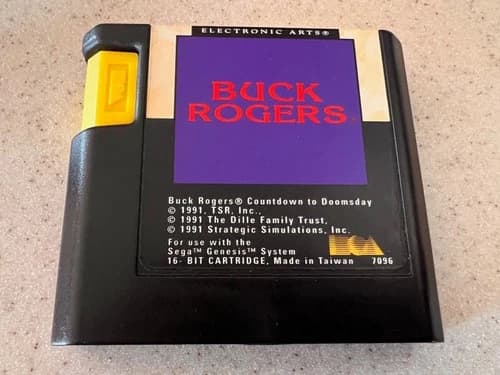 ELECTRONIC ARTS®
BUCK
ROGERS
Buck Rogers® Countdown to Doomsday
© 1991, TSR, Inc.,
© 1991 The Dille Family Trust,
© 1991 Strategic Simulations, Inc.
For use with the
Sega™ Genesis™ System
16- BIT CARTRIDGE, Made in Taiwan 7096